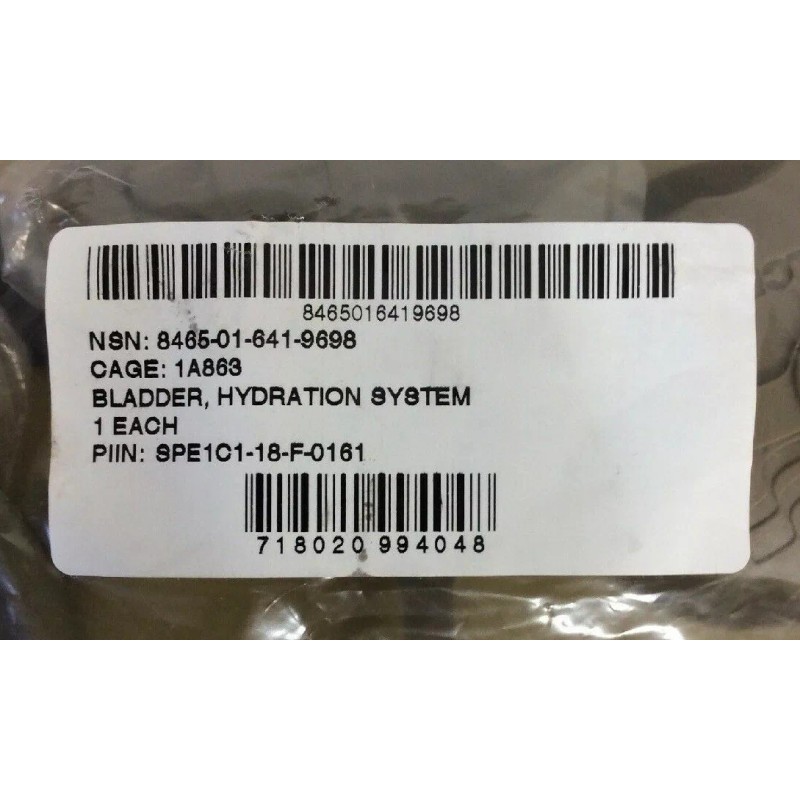 8465016419698
NSN: 8465-01-641-9698
CAGE: 1A863
BLADDER, HYDRATION SYSTEM
1 EACH
PIIN: SPE1C1-18-F-0161
718020 994048